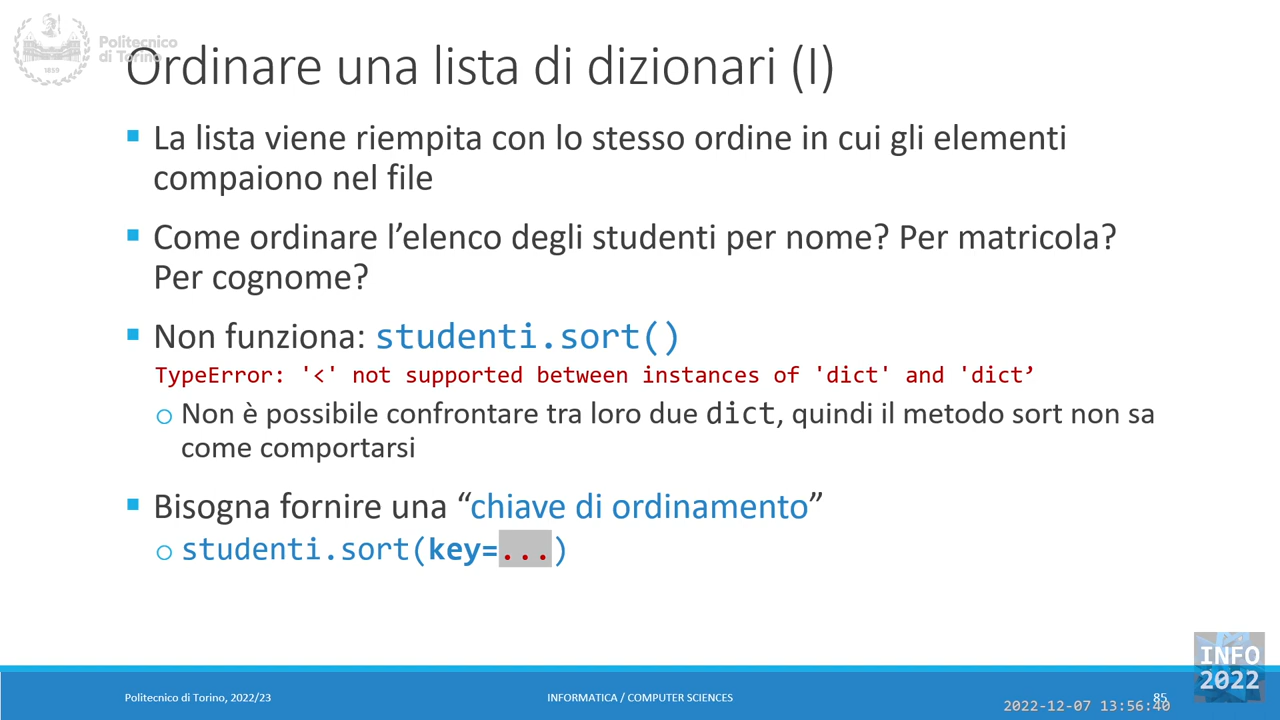 Politecnico
di Torino
1859
Ordinare una lista di dizionari (I)
La lista viene riempita con lo stesso ordine in cui gli elementi
compaiono nel file
Come ordinare l’elenco degli studenti per nome? Per matricola?
Per cognome?
Non funziona: studenti.sort()
TypeError: '<' not supported between instances of 'dict' and 'dict’
Non è possibile confrontare tra loro due dict, quindi il metodo sort non sa
come comportarsi
Bisogna fornire una “chiave di ordinamento”
studenti.sort(key=...)
INFO
2022
Politecnico di Torino, 2022/23
INFORMATICA / COMPUTER SCIENCES
85
2022-12-07 13:56:40